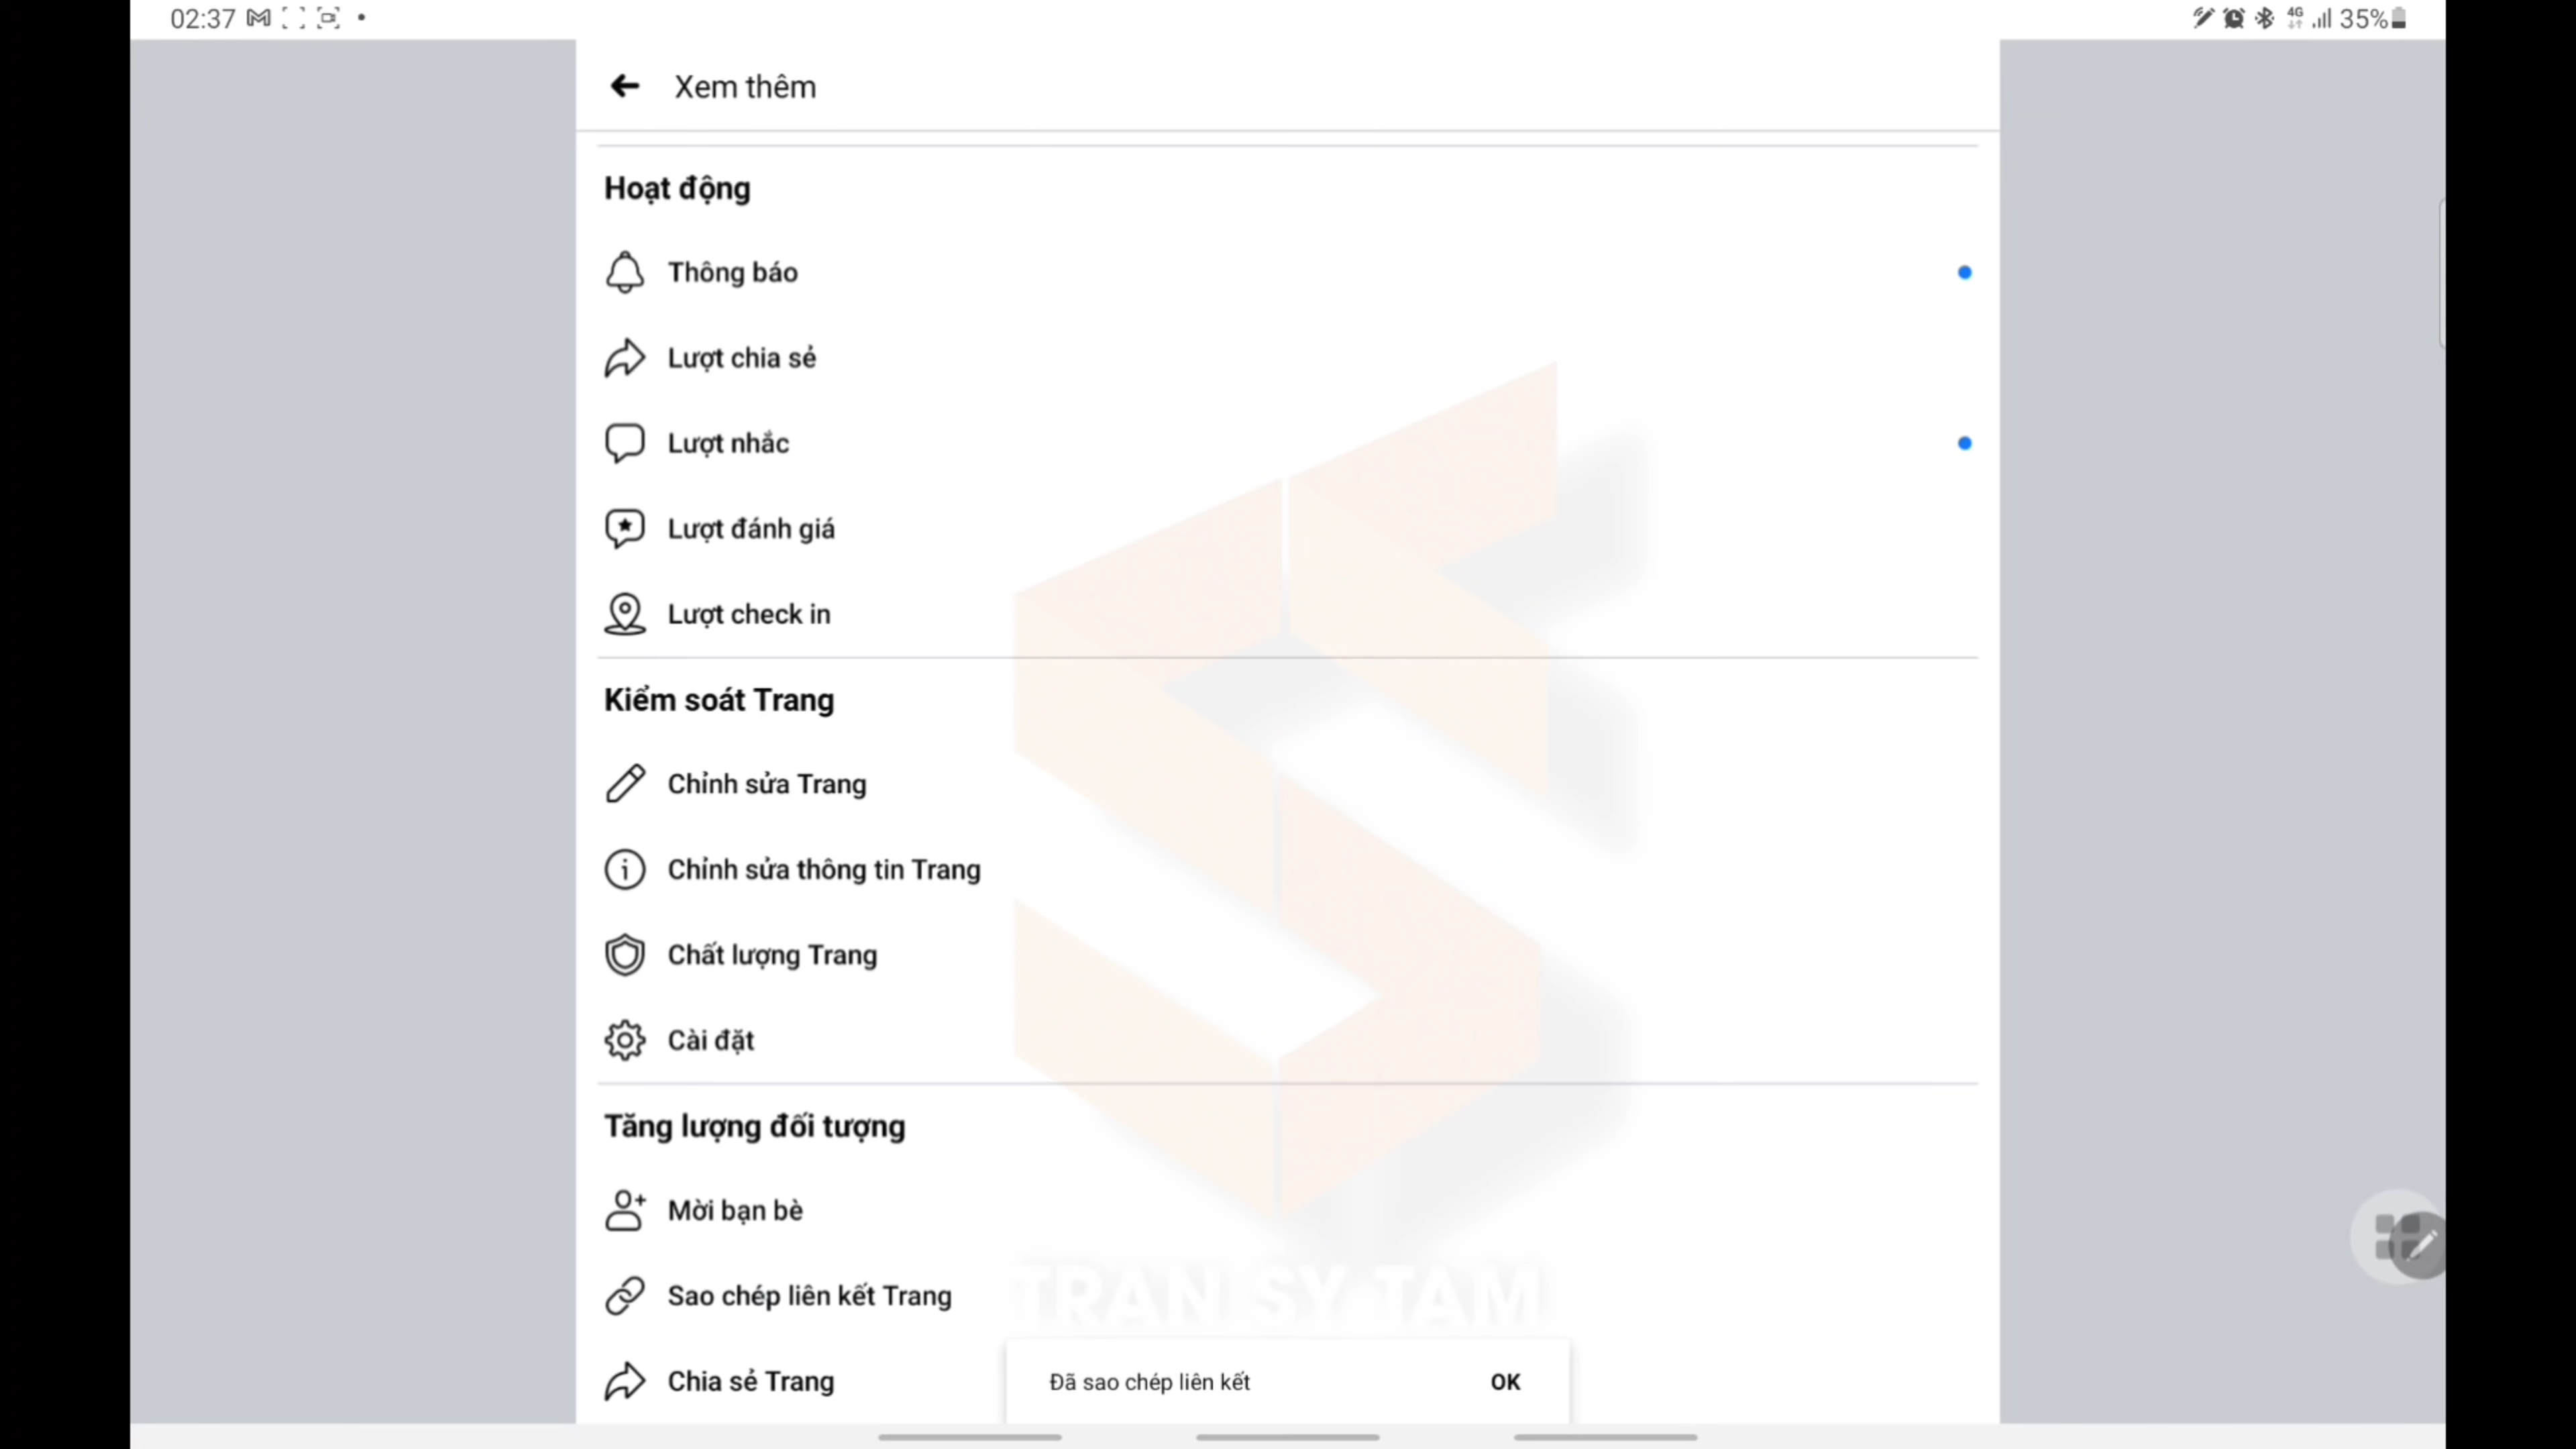 02:37
4G
35%
Xem thêm
Hoạt động
Thông báo
Lượt chia sẻ
Lượt nhắc
Lượt đánh giá
Lượt check in
Kiểm soát Trang
Chỉnh sửa Trang
Chỉnh sửa thông tin Trang
Chất lượng Trang
Cài đặt
Tăng lượng đối tượng
Mời bạn bè
Sao chép liên kết Trang
TRAN SY TAM
Chia sẻ Trang
Đã sao chép liên kết
OK